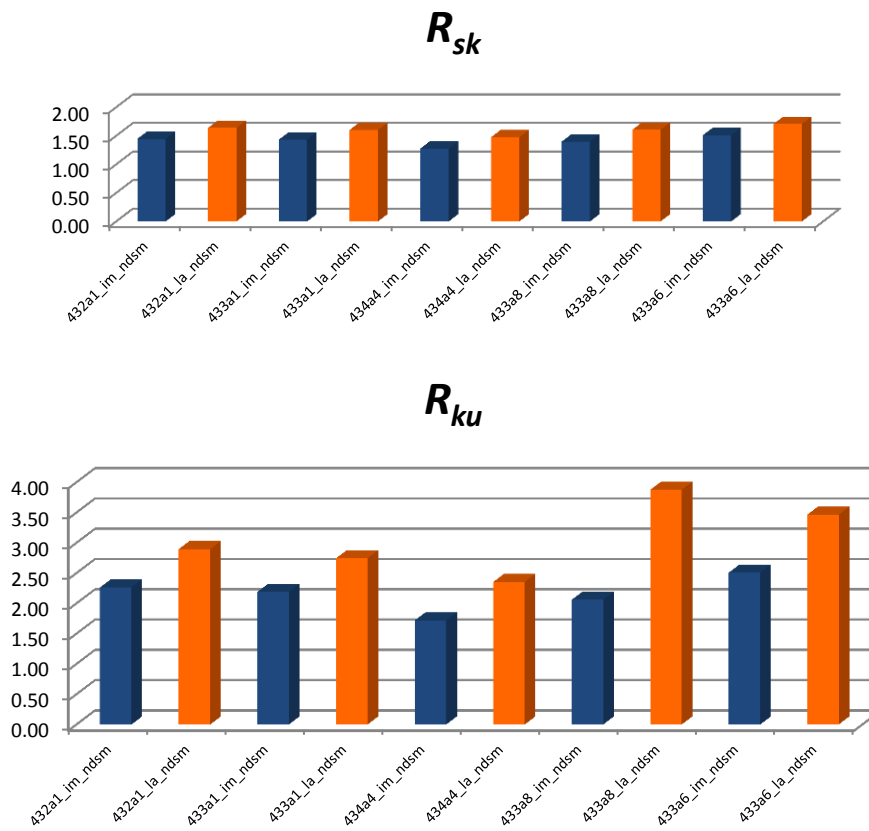 R_sk
2.00
1.50
1.00
0.50
0.00
432a1_im_ndsm
432a1_la_ndsm
433a1_im_ndsm
433a1_la_ndsm
434a4_im_ndsm
434a4_la_ndsm
433a8_im_ndsm
433a8_la_ndsm
433a6_im_ndsm
433a6_la_ndsm
R_ku
4.00
3.50
3.00
2.50
2.00
1.50
1.00
0.50
0.00
432a1_im_ndsm
432a1_la_ndsm
433a1_im_ndsm
433a1_la_ndsm
434a4_im_ndsm
434a4_la_ndsm
433a8_im_ndsm
433a8_la_ndsm
433a6_im_ndsm
433a6_la_ndsm